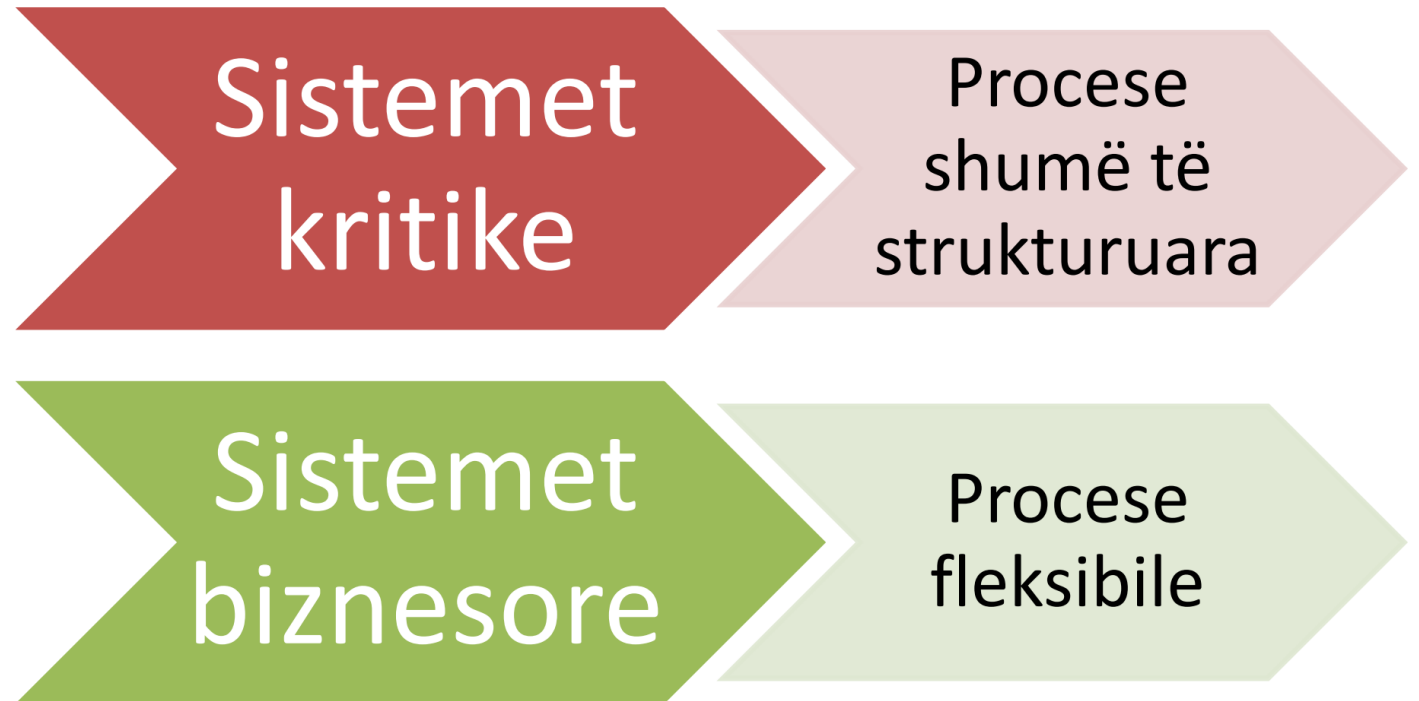 Sistemet
kritike
Procese
shumë të
strukturuara
Sistemet
biznesore
Procese
fleksibile